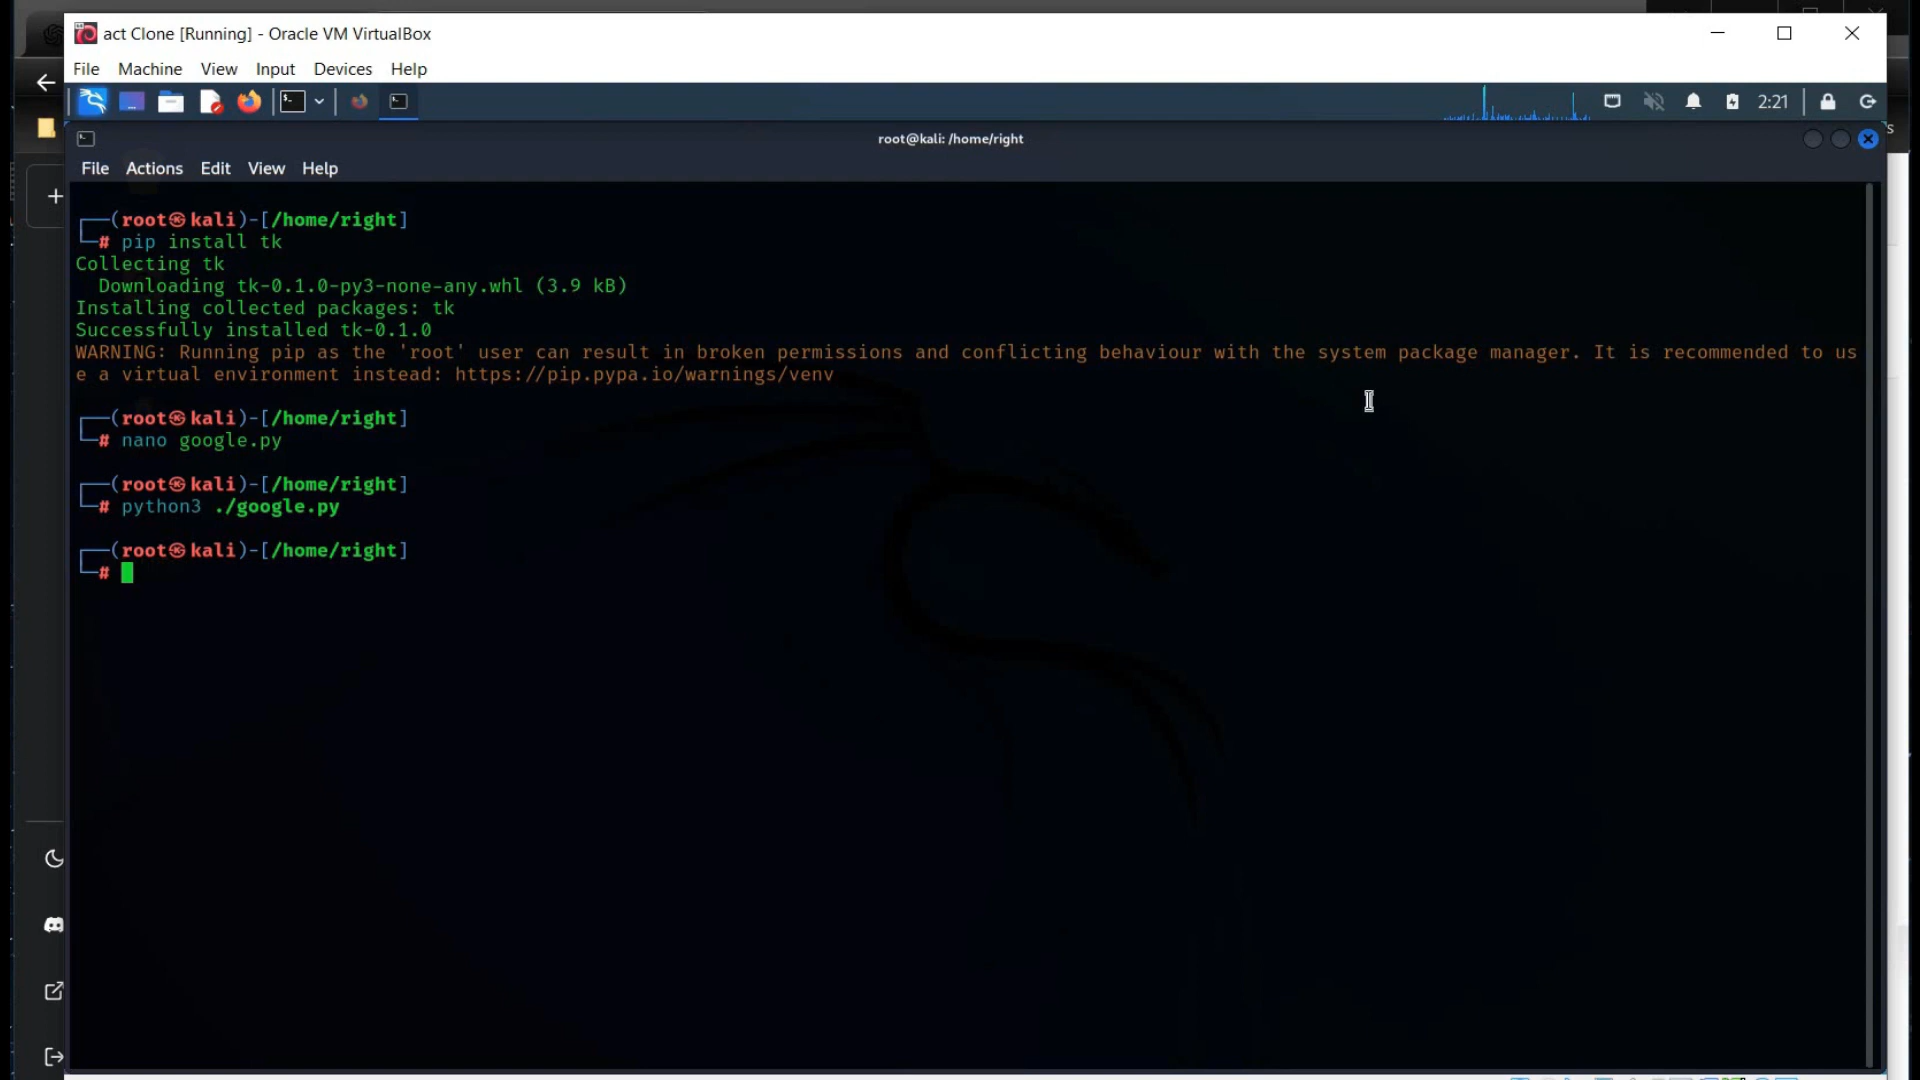 act Clone [Running] - Oracle VM VirtualBox
File Machine View Input Devices Help
2:21
root@kali: /home/right
File Actions Edit View Help
┌──(root㉿kali)-[/home/right]
└─# pip install tk
Collecting tk
  Downloading tk-0.1.0-py3-none-any.whl (3.9 kB)
Installing collected packages: tk
Successfully installed tk-0.1.0
WARNING: Running pip as the 'root' user can result in broken permissions and conflicting behaviour with the system package manager. It is recommended to us
e a virtual environment instead: https://pip.pypa.io/warnings/venv
┌──(root㉿kali)-[/home/right]
└─# nano google.py
┌──(root㉿kali)-[/home/right]
└─# python3 ./google.py
┌──(root㉿kali)-[/home/right]
└─#